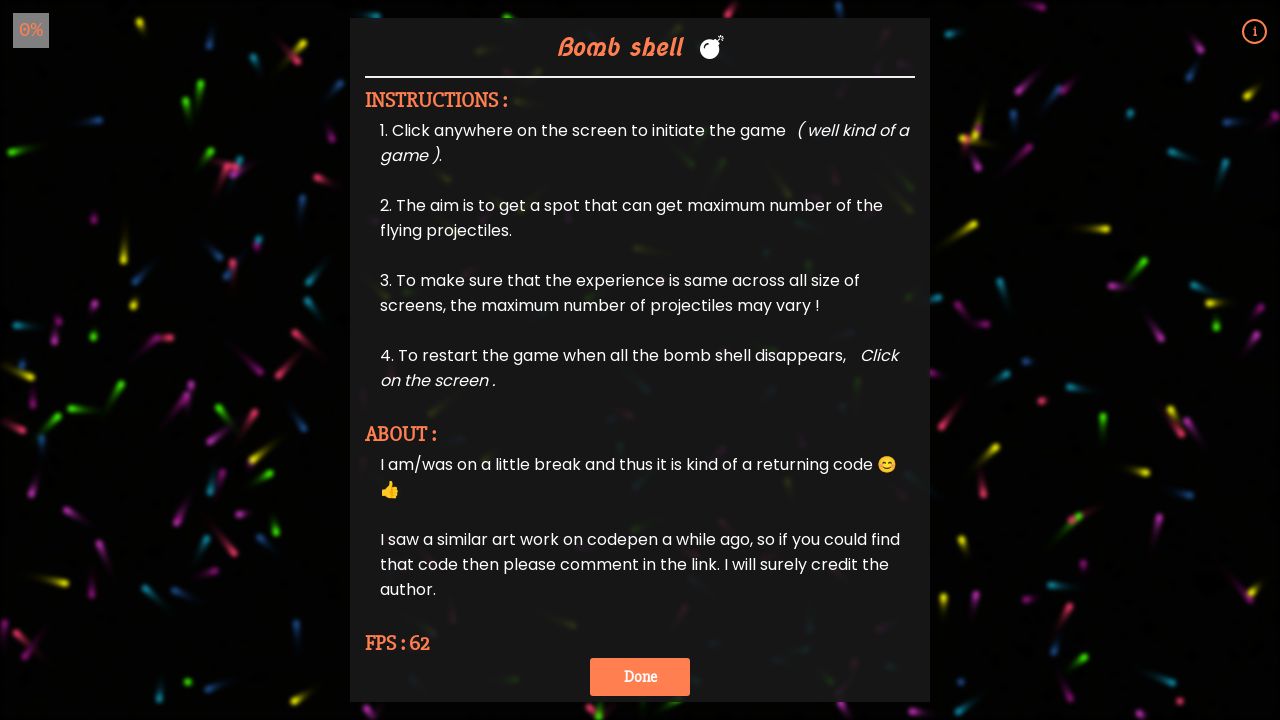 0%
i
Bomb shell 💣
INSTRUCTIONS :
1. Click anywhere on the screen to initiate the game ( well kind of a
game ).
2. The aim is to get a spot that can get maximum number of the
flying projectiles.
3. To make sure that the experience is same across all size of
screens, the maximum number of projectiles may vary !
4. To restart the game when all the bomb shell disappears, Click
on the screen .
ABOUT :
I am/was on a little break and thus it is kind of a returning code 😊
👍
I saw a similar art work on codepen a while ago, so if you could find
that code then please comment in the link. I will surely credit the
author.
FPS : 62
Done